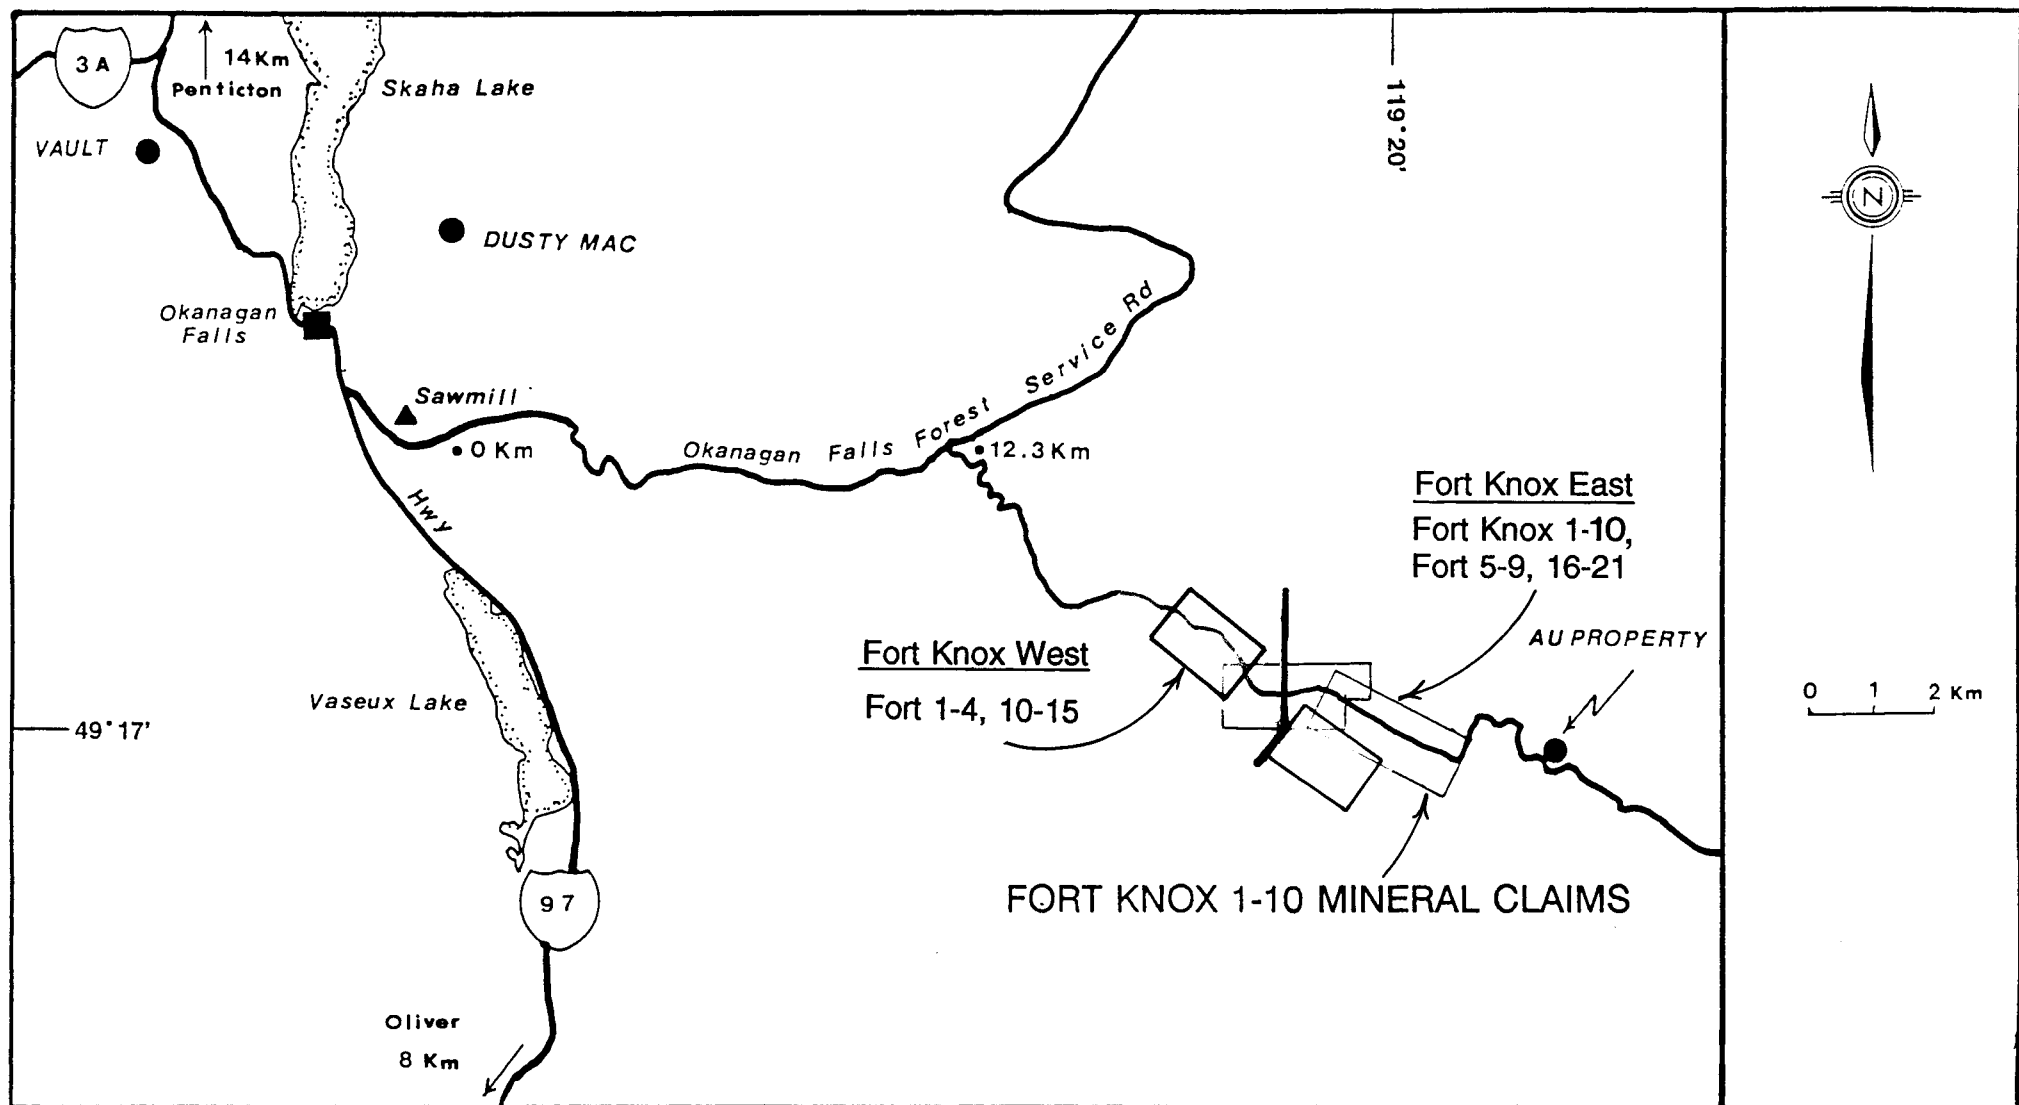 3A
14Km
Penticton
Skaha Lake
119°20'
VAULT
N
DUSTY MAC
Okanagan
Falls
Sawmill
0 Km
Okanagan Falls Forest Service Rd
12.3 Km
Hwy
Fort Knox East
Fort Knox 1-10,
Fort 5-9, 16-21
AU PROPERTY
Fort Knox West
Fort 1-4, 10-15
Vaseux Lake
0 1 2 Km
49°17'
97
FORT KNOX 1-10 MINERAL CLAIMS
Oliver
8 Km